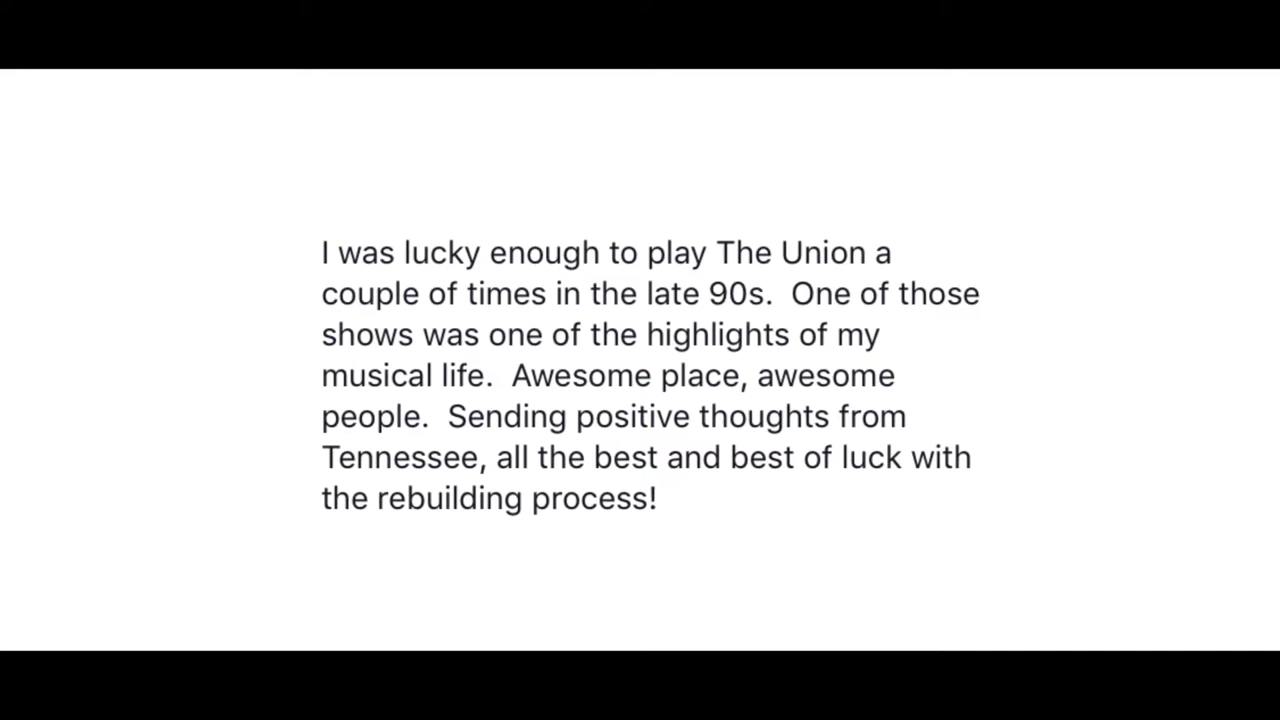 I was lucky enough to play The Union a
couple of times in the late 90s.  One of those
shows was one of the highlights of my
musical life.  Awesome place, awesome
people.  Sending positive thoughts from
Tennessee, all the best and best of luck with
the rebuilding process!